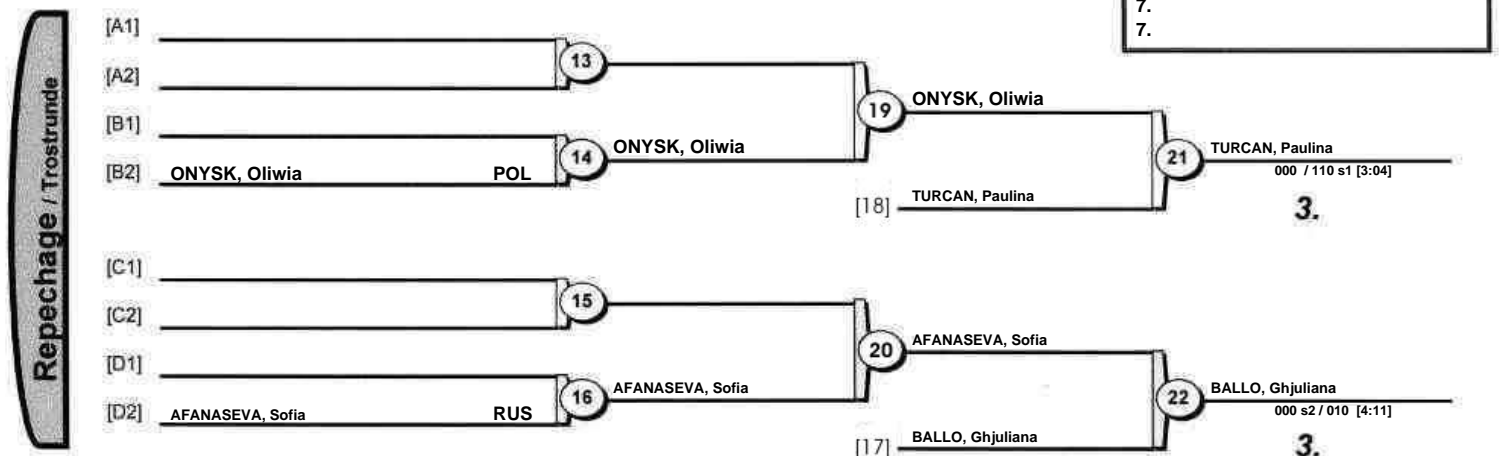 7.
7.
Repechage / Trostrunde
[A1]
13
[A2]
19 ONYSK, Oliwia
[B1]
14 ONYSK, Oliwia
[B2] ONYSK, Oliwia POL
21 TURCAN, Paulina
000 / 110 s1 [3:04]
[18] TURCAN, Paulina
3.
[C1]
15
[C2]
20 AFANASEVA, Sofia
[D1]
16 AFANASEVA, Sofia
[D2] AFANASEVA, Sofia RUS
22 BALLO, Ghjuliana
000 s2 / 010 [4:11]
[17] BALLO, Ghjuliana
3.